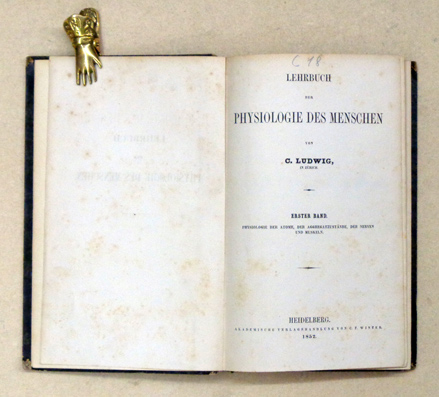 C 48
LEHRBUCH
DER
PHYSIOLOGIE DES MENSCHEN
VON
C. LUDWIG,
IN ZÜRICH.
ERSTER BAND.
PHYSIOLOGIE DER ATOME, DER AGGREGATZUSTÄNDE, DER NERVEN
UND MUSKELN.
HEIDELBERG.
AKADEMISCHE VERLAGSHANDLUNG VON C. F. WINTER.
1852.